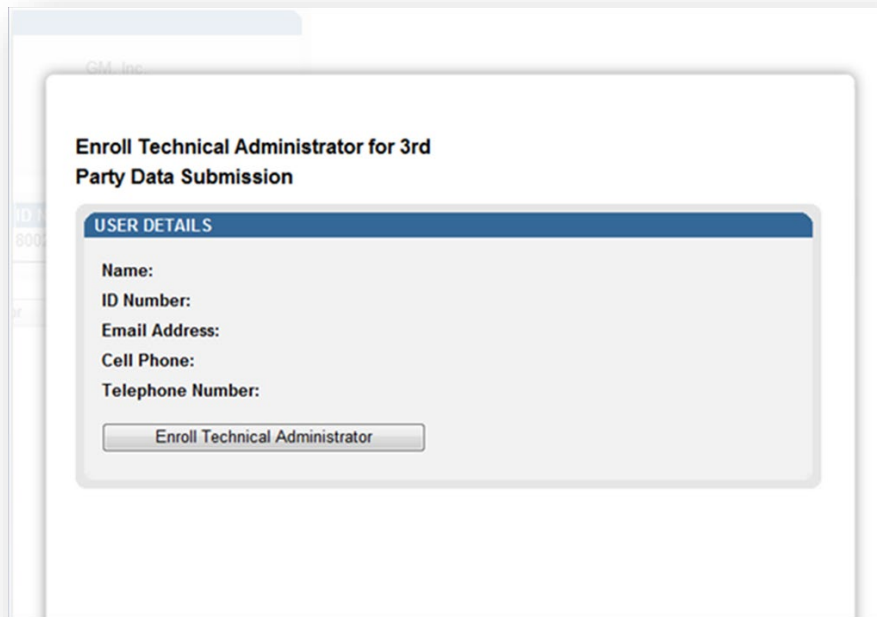 GM, Inc.
Enroll Technical Administrator for 3rd
Party Data Submission
USER DETAILS
Name:
ID Number:
Email Address:
Cell Phone:
Telephone Number:
Enroll Technical Administrator